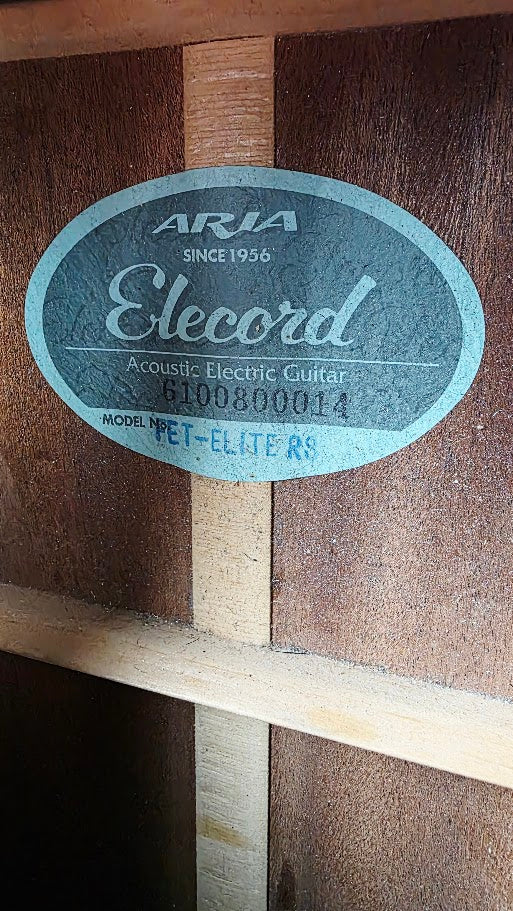 ARIA
SINCE 1956
Elecord
Acoustic Electric Guitar
6100800014
MODEL No.
FET-ELITE RS